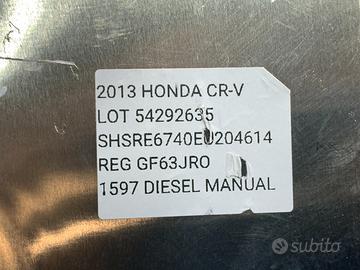 2013 HONDA CR-V
LOT 54292635
SHSRE6740EU204614
REG GF63JRO
1597 DIESEL MANUAL
subito